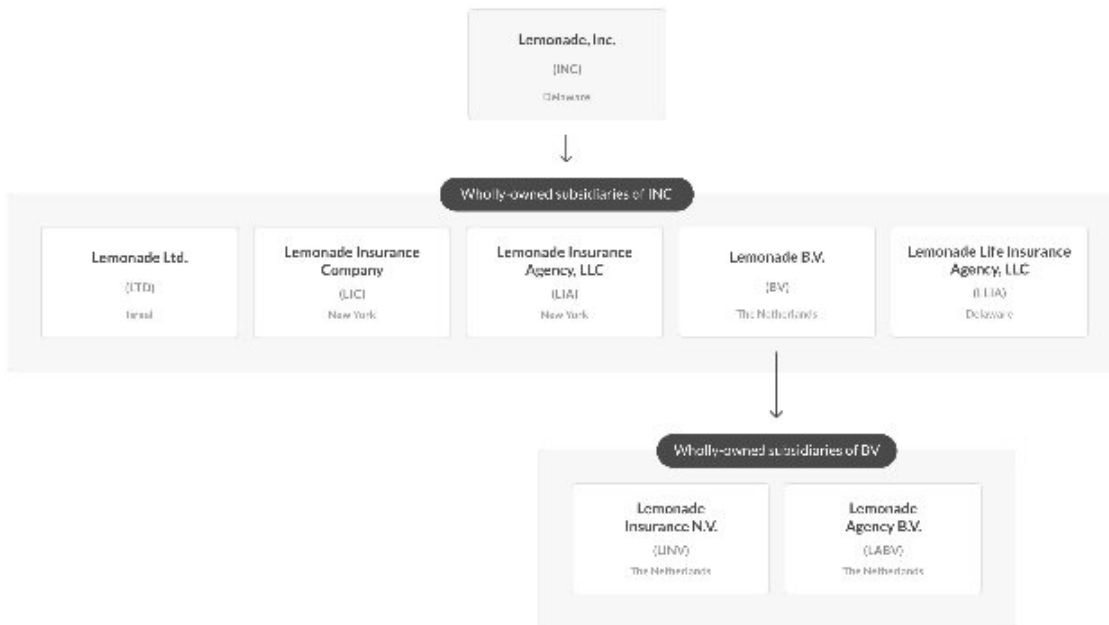 Lemonade, Inc.
(INC)
Delaware
Wholly-owned subsidiaries of INC
Lemonade Ltd.
(LTD)
Israel
Lemonade Insurance
Company
(LIC)
New York
Lemonade Insurance
Agency, LLC
(LIA)
New York
Lemonade B.V.
(BV)
The Netherlands
Lemonade Life Insurance
Agency, LLC
(LLIA)
Delaware
Wholly-owned subsidiaries of BV
Lemonade
Insurance N.V.
(LINV)
The Netherlands
Lemonade
Agency B.V.
(LABV)
The Netherlands